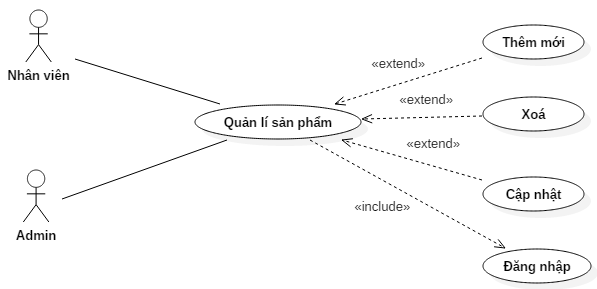 Nhân viên
Admin
Quản lí sản phẩm
«extend»
«extend»
«extend»
«include»
Thêm mới
Xoá
Cập nhật
Đăng nhập